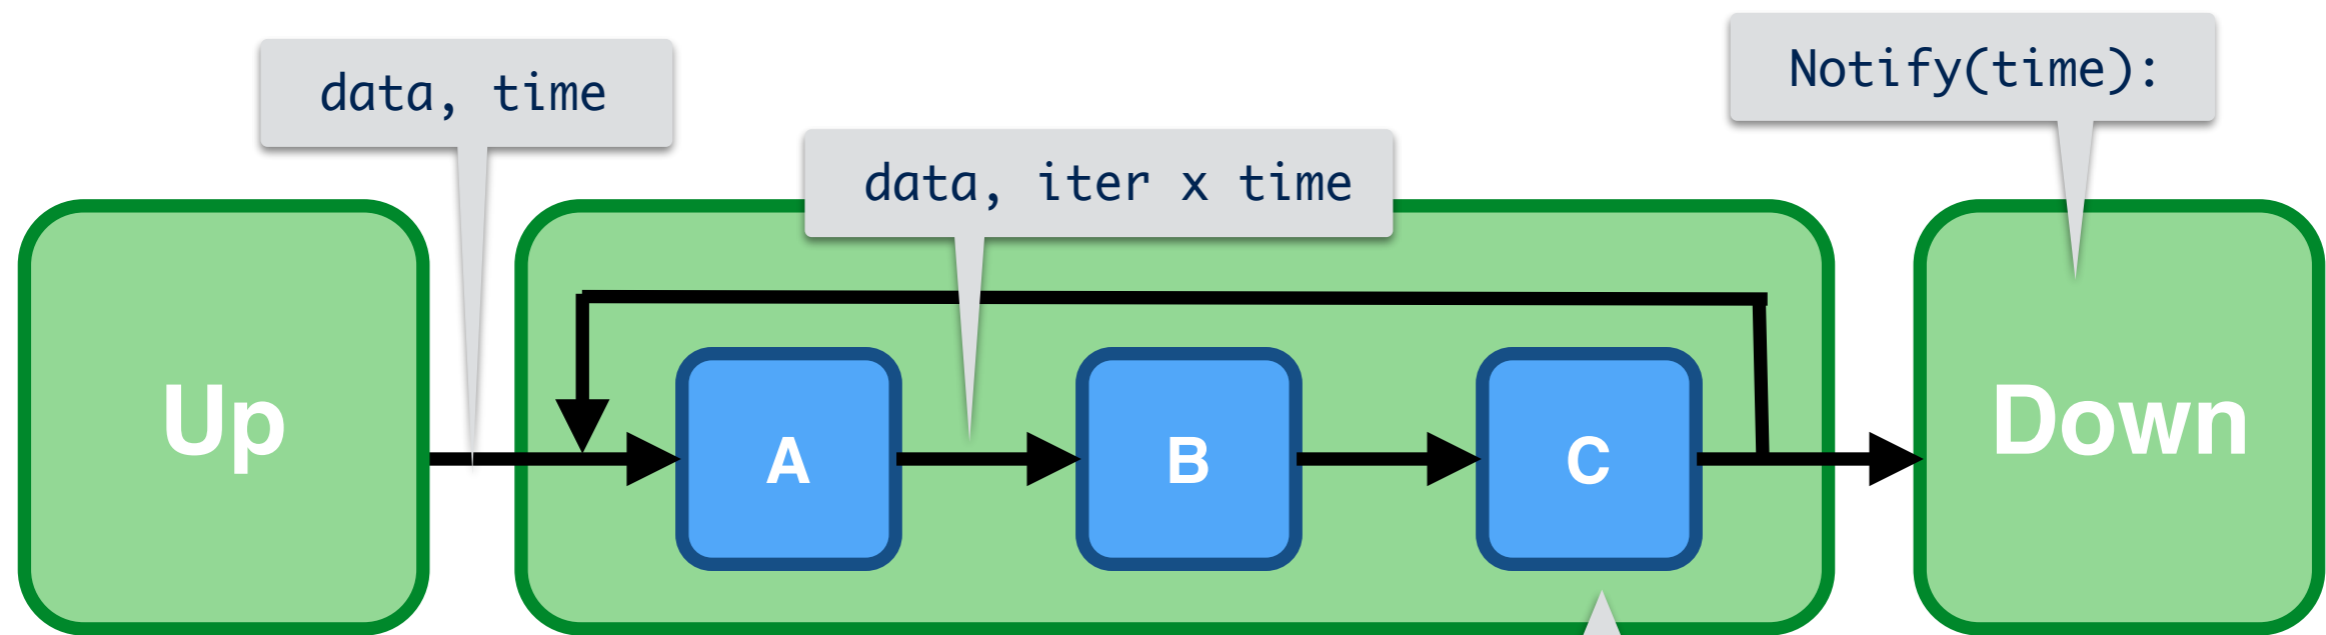 data, time
Notify(time):
data, iter x time
Up
A
B
C
Down